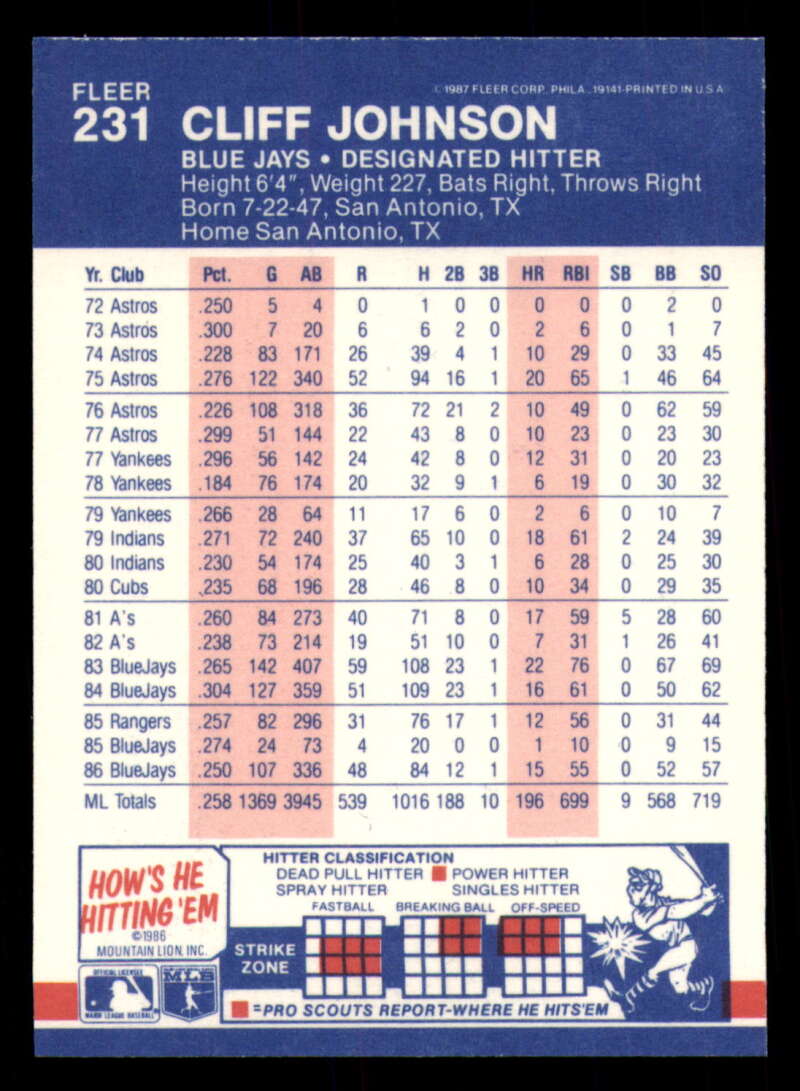 FLEER
231 CLIFF JOHNSON
© 1987 FLEER CORP. PHILA., 19141-PRINTED IN U.S.A.
BLUE JAYS • DESIGNATED HITTER
Height 6'4", Weight 227, Bats Right, Throws Right
Born 7-22-47, San Antonio, TX
Home San Antonio, TX
Yr. Club Pct. G AB R H 2B 3B HR RBI SB BB SO
72 Astros .250 5 4 0 1 0 0 0 0 0 2 0
73 Astros .300 7 20 6 6 2 0 2 6 0 1 7
74 Astros .228 83 171 26 39 4 1 10 29 0 33 45
75 Astros .276 122 340 52 94 16 1 20 65 1 46 64
76 Astros .226 108 318 36 72 21 2 10 49 0 62 59
77 Astros .299 51 144 22 43 8 0 10 23 0 23 30
77 Yankees .296 56 142 24 42 8 0 12 31 0 20 23
78 Yankees .184 76 174 20 32 9 1 6 19 0 30 32
79 Yankees .266 28 64 11 17 6 0 2 6 0 10 7
79 Indians .271 72 240 37 65 10 0 18 61 2 24 39
80 Indians .230 54 174 25 40 3 1 6 28 0 25 30
80 Cubs .235 68 196 28 46 8 0 10 34 0 29 35
81 A's .260 84 273 40 71 8 0 17 59 5 28 60
82 A's .238 73 214 19 51 10 0 7 31 1 26 41
83 BlueJays .265 142 407 59 108 23 1 22 76 0 67 69
84 BlueJays .304 127 359 51 109 23 1 16 61 0 50 62
85 Rangers .257 82 296 31 76 17 1 12 56 0 31 44
85 BlueJays .274 24 73 4 20 0 0 1 10 0 9 15
86 BlueJays .250 107 336 48 84 12 1 15 55 0 52 57
ML Totals .258 1369 3945 539 1016 188 10 196 699 9 568 719
HOW'S HE
HITTING 'EM
©1986
MOUNTAIN LION, INC.
OFFICIAL LICENSEE
MAJOR LEAGUE BASEBALL
MLB
HITTER CLASSIFICATION
DEAD PULL HITTER POWER HITTER
SPRAY HITTER SINGLES HITTER
FASTBALL BREAKING BALL OFF-SPEED
STRIKE
ZONE
=PRO SCOUTS REPORT-WHERE HE HITS'EM